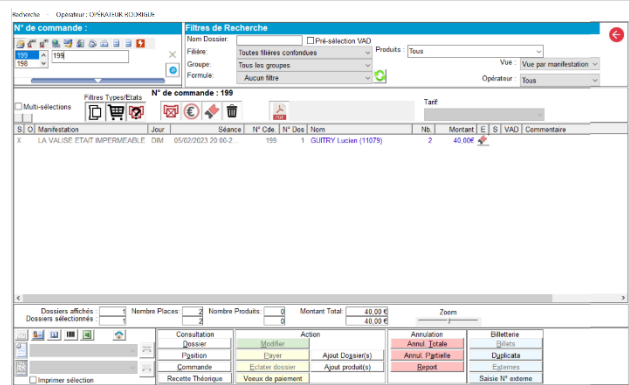 Recherche - Opérateur : OPÉRATEUR RODRIGUE
N° de commande :
199
198
199
Filtres de Recherche
Nom Dossier:
Pré-sélection VAD
Filière:
Toutes filières confondues
Produits :
Tous
Groupe:
Tous les groupes
Vue :
Vue par manifestation
Formule:
Aucun filtre
Opérateur :
Tous
Multi-sélections
Filtres Types/Etats
N° de commande : 199
Tarif
S O Manifestation Jour Séance N° Cde. N° Dos Nom Nb. Montant E S VAD Commentaire
X LA VALISE ETAIT IMPERMEABLE DIM 05/02/2023 20:00-2... 199 1 GUITRY Lucien (11079) 2 40,00€
Dossiers affichés : 1 Nombre Places: 2 Nombre Produits: 0 Montant Total: 40,00 €
Dossiers sélectionnés : 1 2 0 40,00 €
Zoom
Consultation
Dossier
Position
Commande
Recette Théorique
Action
Modifier
Payer
Ajout Dossier(s)
Eclater dossier
Ajout produit(s)
Voeux de paiement
Annulation
Annul. Totale
Annul. Partielle
Report
Billetterie
Billets
Duplicata
Externes
Saisie N° externe
Imprimer sélection